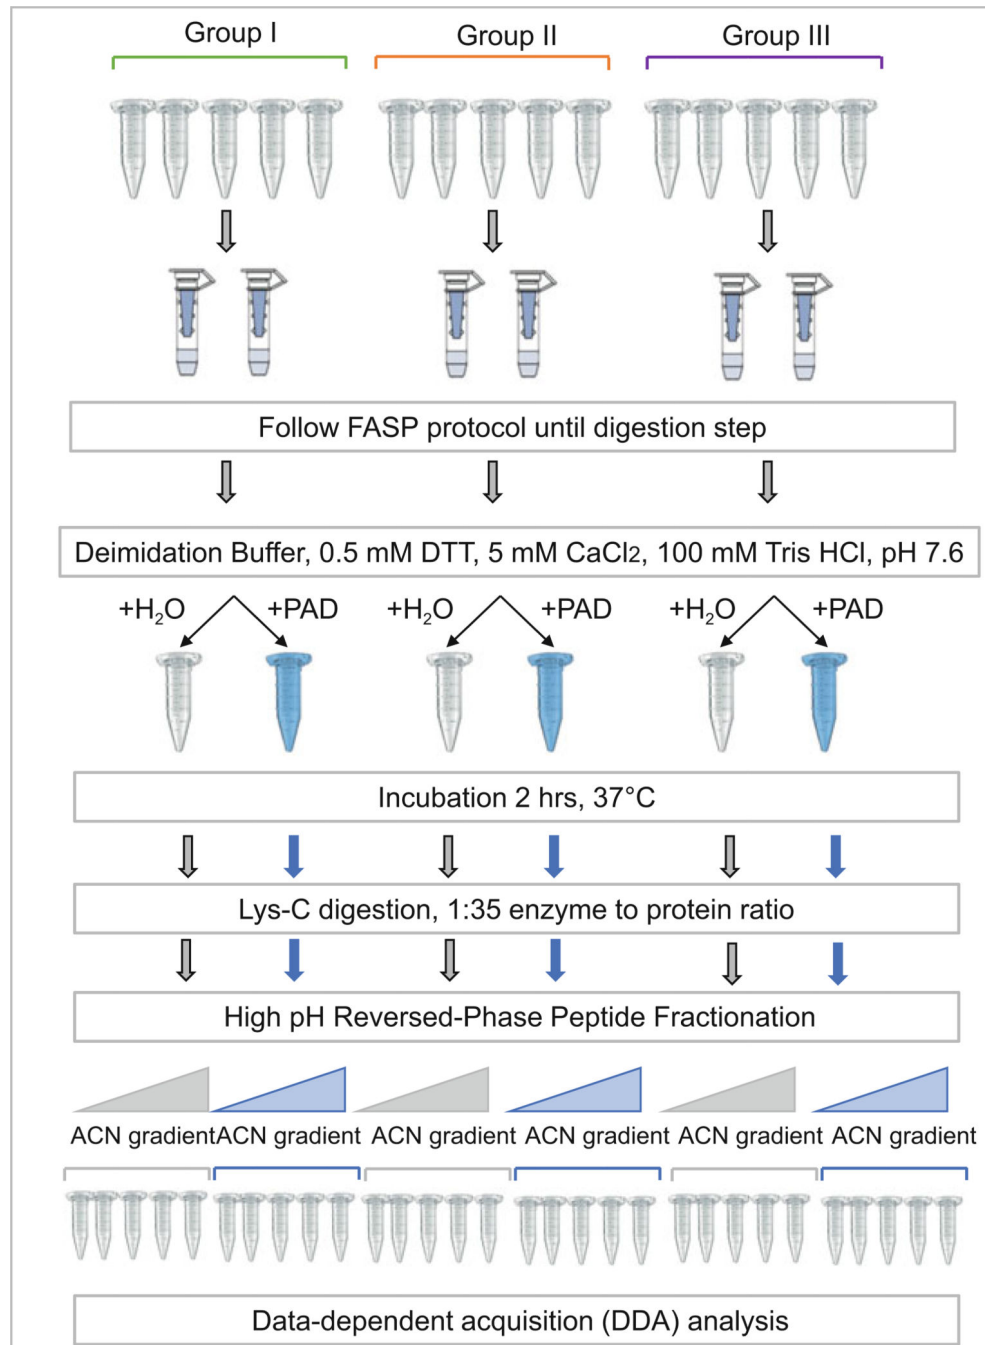 Group I Group II Group III
Follow FASP protocol until digestion step
Deimidation Buffer, 0.5 mM DTT, 5 mM CaCl2, 100 mM Tris HCl, pH 7.6
+H₂O +PAD +H₂O +PAD +H₂O +PAD
Incubation 2 hrs, 37°C
Lys-C digestion, 1:35 enzyme to protein ratio
High pH Reversed-Phase Peptide Fractionation
ACN gradient ACN gradient ACN gradient ACN gradient ACN gradient ACN gradient
Data-dependent acquisition (DDA) analysis